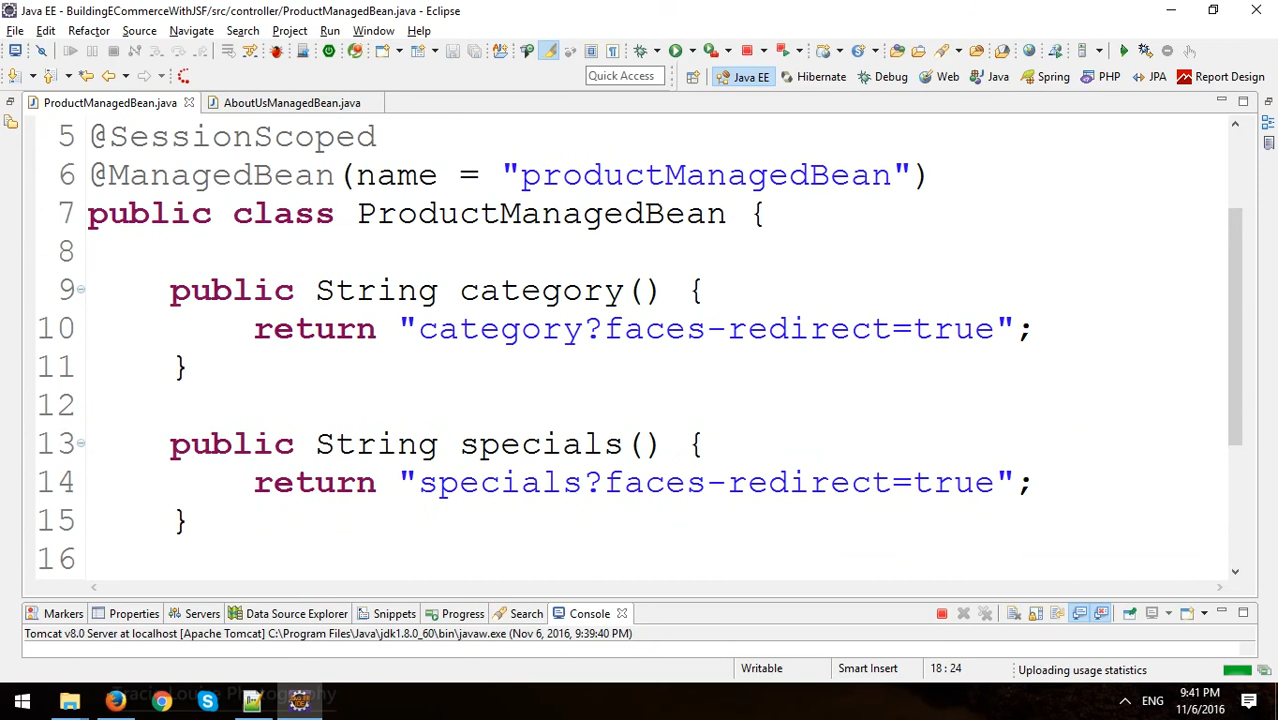 Java EE - BuildingECommerceWithJSF/src/controller/ProductManagedBean.java - Eclipse
File Edit Refactor Source Navigate Search Project Run Window Help
Quick Access Java EE Hibernate Debug Web Java Spring PHP JPA Report Design
ProductManagedBean.java AboutUsManagedBean.java
5 @SessionScoped
6 @ManagedBean(name = "productManagedBean")
7 public class ProductManagedBean {
8
9 public String category() {
10 return "category?faces-redirect=true";
11 }
12
13 public String specials() {
14 return "specials?faces-redirect=true";
15 }
16
Markers Properties Servers Data Source Explorer Snippets Progress Search Console
Tomcat v8.0 Server at localhost [Apache Tomcat] C:\Program Files\Java\jdk1.8.0_60\bin\javaw.exe (Nov 6, 2016, 9:39:40 PM)
Writable Smart Insert 18 : 24 Uploading usage statistics
Tracie Louise Photography
ENG 9:41 PM
11/6/2016